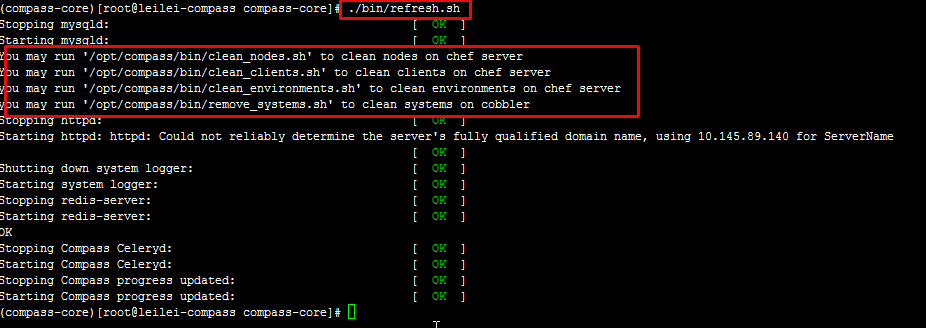 (compass-core)[root@leilei-compass compass-core]# ./bin/refresh.sh
Stopping mysqld: [ OK ]
Starting mysqld: [ OK ]
You may run '/opt/compass/bin/clean_nodes.sh' to clean nodes on chef server
You may run '/opt/compass/bin/clean_clients.sh' to clean clients on chef server
you may run '/opt/compass/bin/clean_environments.sh' to clean environments on chef server
you may run '/opt/compass/bin/remove_systems.sh' to clean systems on cobbler
Stopping httpd: [ OK ]
Starting httpd: httpd: Could not reliably determine the server's fully qualified domain name, using 10.145.89.140 for ServerName
[ OK ]
Shutting down system logger: [ OK ]
Starting system logger: [ OK ]
Stopping redis-server: [ OK ]
Starting redis-server: [ OK ]
OK
Stopping Compass Celeryd: [ OK ]
Starting Compass Celeryd: [ OK ]
Stopping Compass progress updated: [ OK ]
Starting Compass progress updated: [ OK ]
(compass-core)[root@leilei-compass compass-core]#